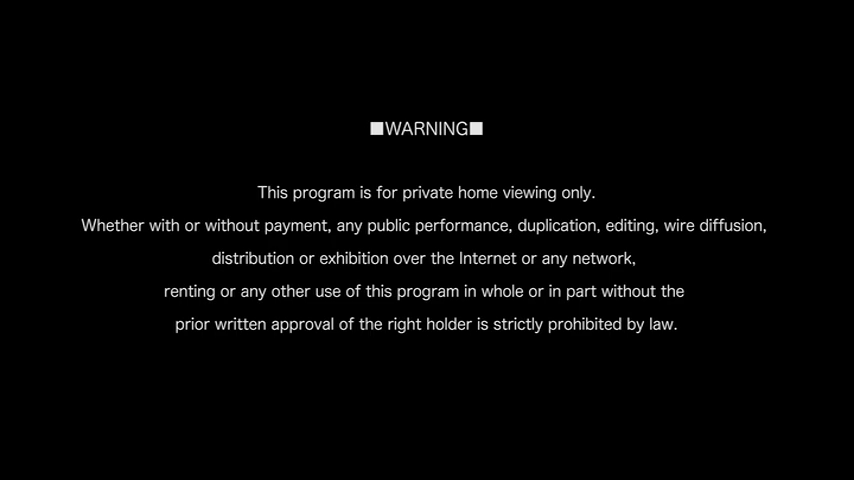 ■WARNING■
This program is for private home viewing only.
Whether with or without payment, any public performance, duplication, editing, wire diffusion,
distribution or exhibition over the Internet or any network,
renting or any other use of this program in whole or in part without the
prior written approval of the right holder is strictly prohibited by law.